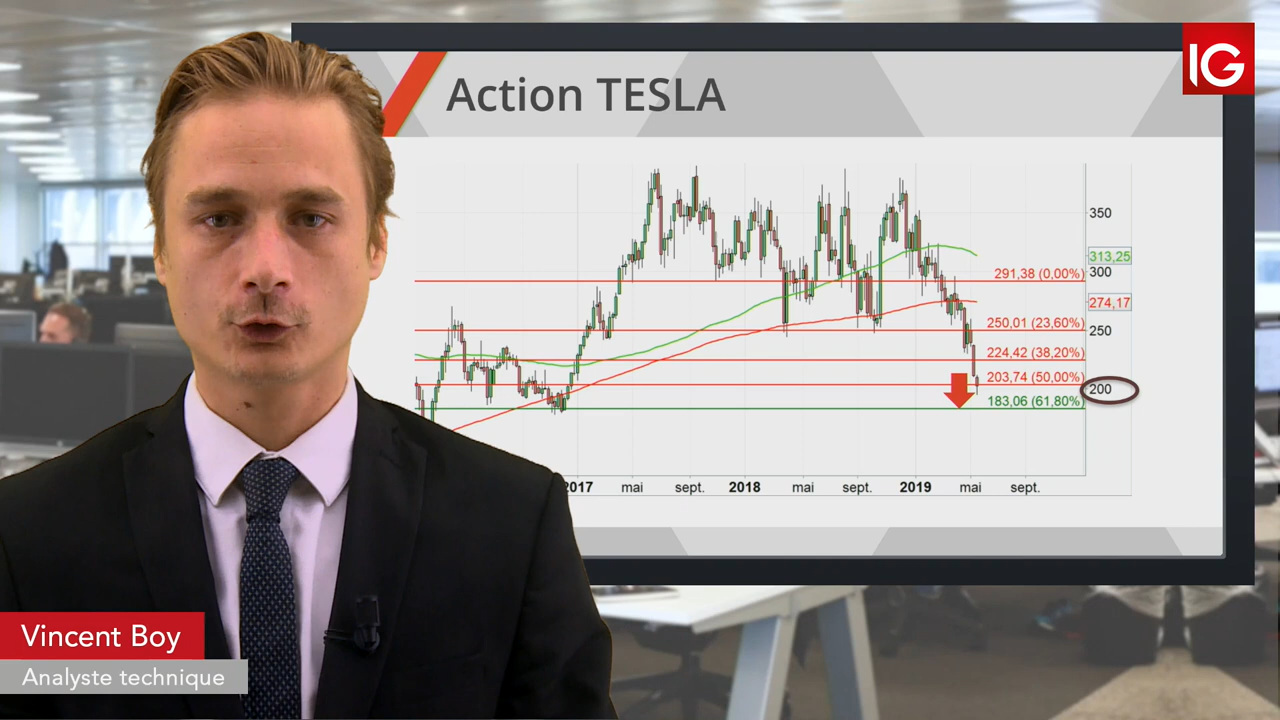 IG
Action TESLA
350
313,25
300
291,38 (0,00%)
274,17
250,01 (23,60%)
250
224,42 (38,20%)
203,74 (50,00%)
200
183,06 (61,80%)
2017 mai sept. 2018 mai sept. 2019 mai sept.
Vincent Boy
Analyste technique